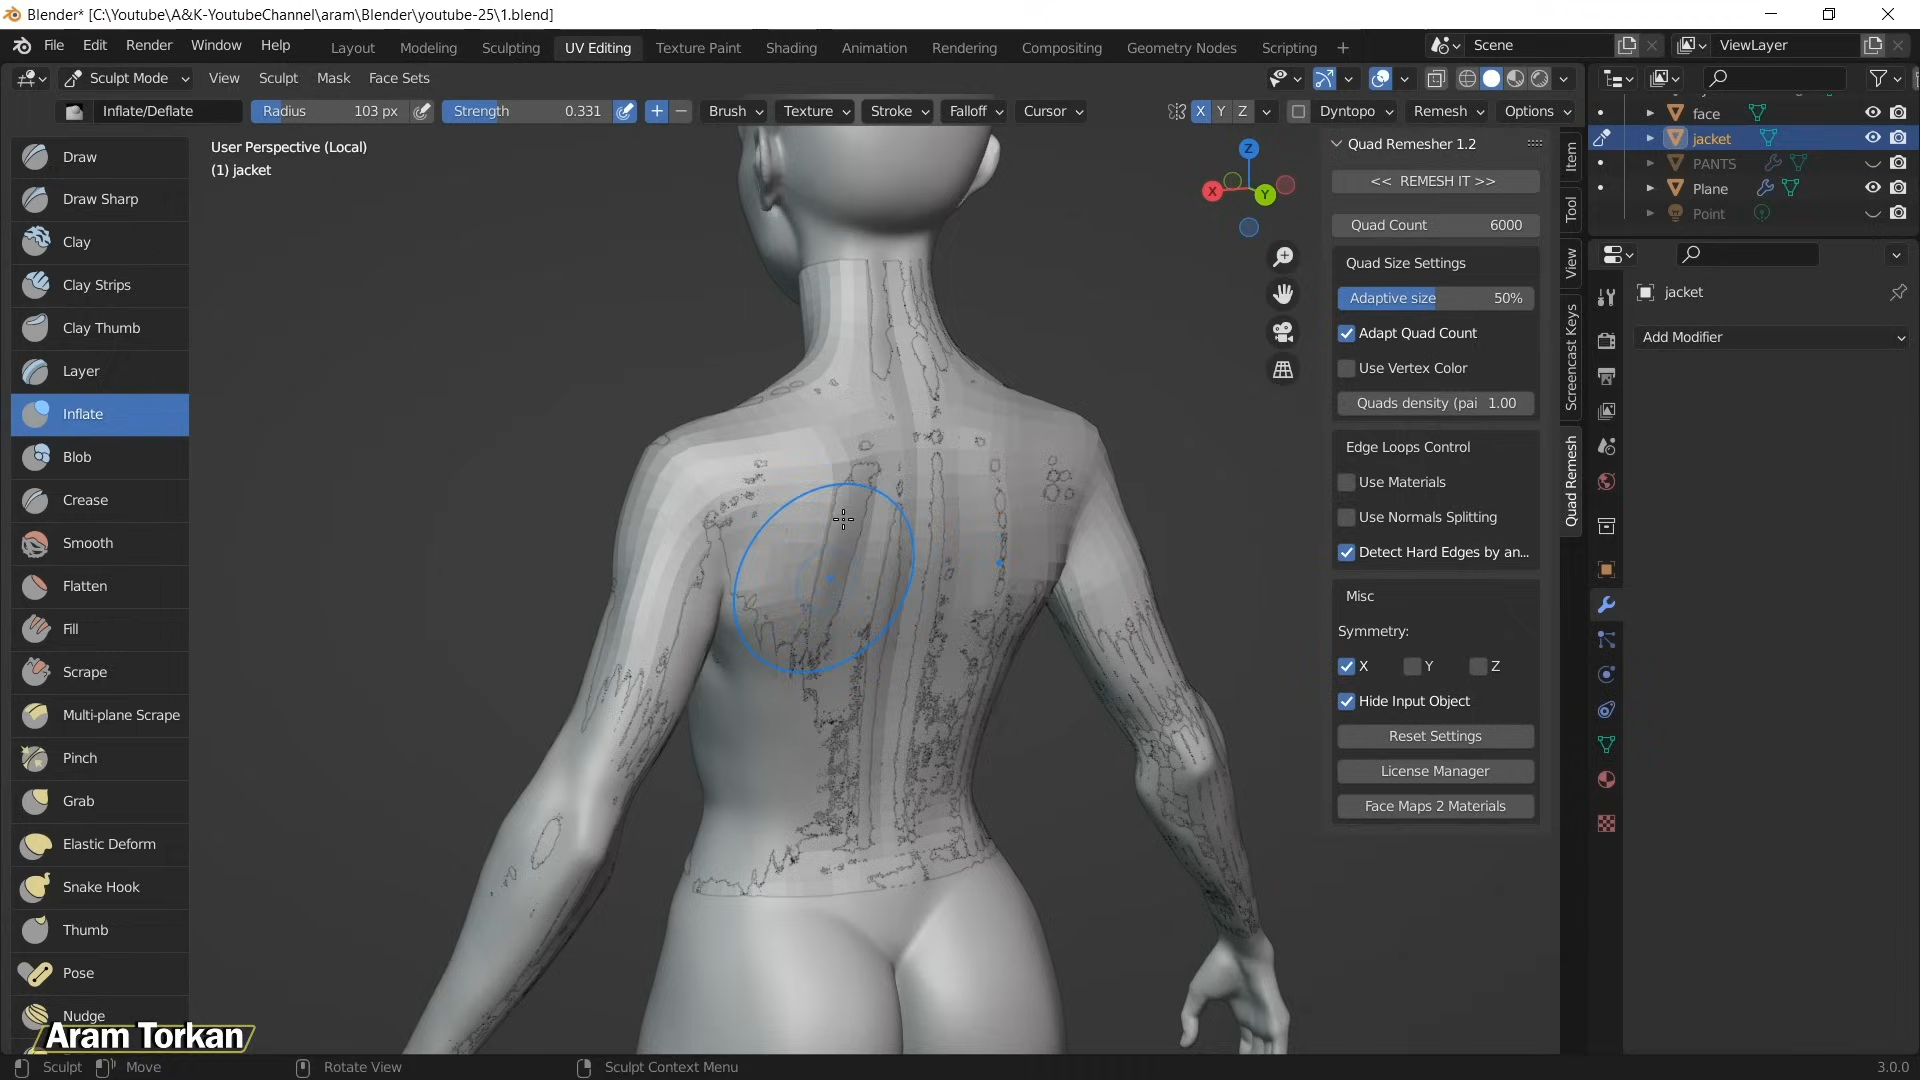 Blender* [C:\Youtube\A&K-YoutubeChannel\aram\Blender\youtube-25\1.blend]
File Edit Render Window Help Layout Modeling Sculpting UV Editing Texture Paint Shading Animation Rendering Compositing Geometry Nodes Scripting + Scene ViewLayer
Sculpt Mode View Sculpt Mask Face Sets
Inflate/Deflate Radius 103 px Strength 0.331 Brush Texture Stroke Falloff Cursor X Y Z Dyntopo Remesh Options
User Perspective (Local)
(1) jacket
Draw
Draw Sharp
Clay
Clay Strips
Clay Thumb
Layer
Inflate
Blob
Crease
Smooth
Flatten
Fill
Scrape
Multi-plane Scrape
Pinch
Grab
Elastic Deform
Snake Hook
Thumb
Pose
Nudge
Z
X
Y
Quad Remesher 1.2
<< REMESH IT >>
Quad Count 6000
Quad Size Settings
Adaptive size 50%
Adapt Quad Count
Use Vertex Color
Quads density (pai 1.00
Edge Loops Control
Use Materials
Use Normals Splitting
Detect Hard Edges by an...
Misc
Symmetry:
X Y Z
Hide Input Object
Reset Settings
License Manager
Face Maps 2 Materials
Item
Tool
View
Screencast Keys
Quad Remesh
face
jacket
PANTS
Plane
Point
jacket
Add Modifier
Aram Torkan
Sculpt Move Rotate View Sculpt Context Menu 3.0.0